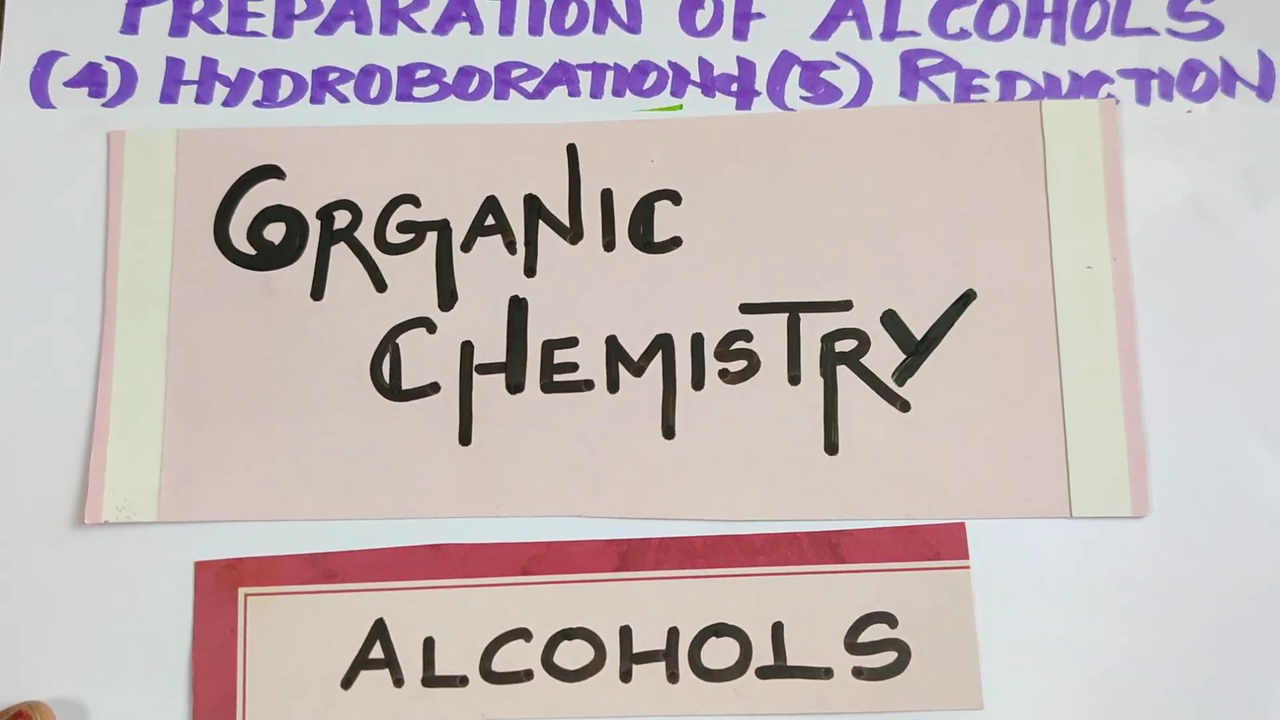 PREPARATION OF ALCOHOLS
(4) HYDROBORATION & (5) REDUCTION
ORGANIC
CHEMISTRY
ALCOHOLS